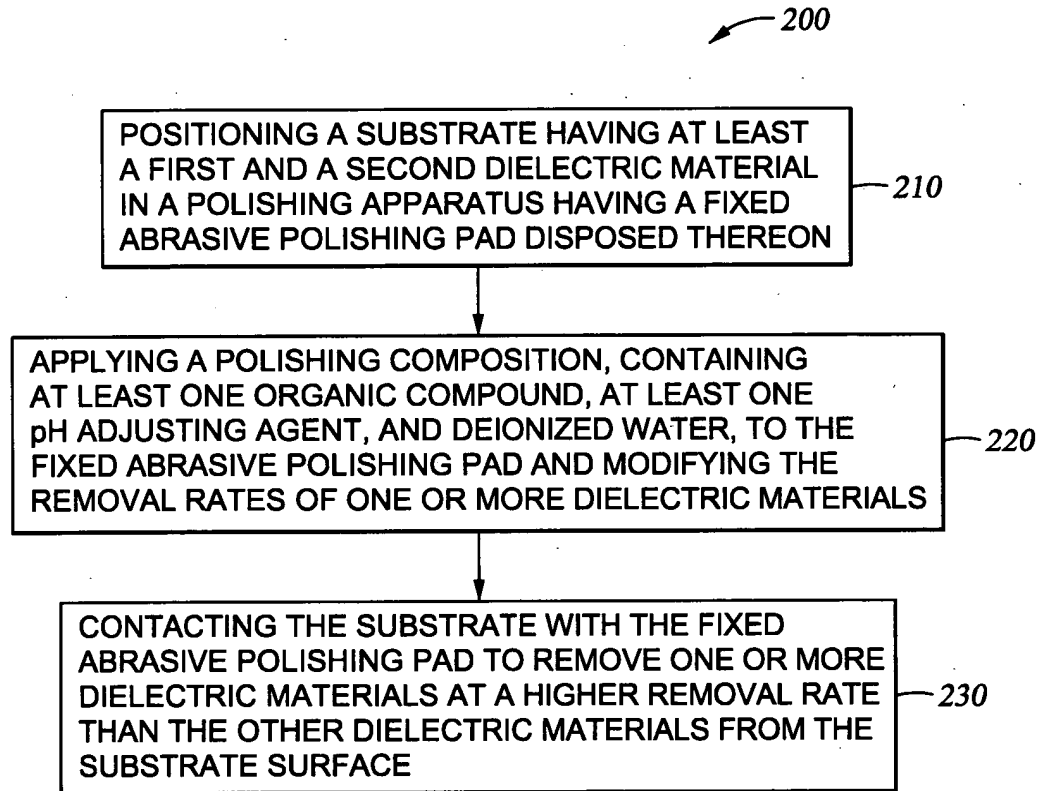 200
POSITIONING A SUBSTRATE HAVING AT LEAST
A FIRST AND A SECOND DIELECTRIC MATERIAL
IN A POLISHING APPARATUS HAVING A FIXED
ABRASIVE POLISHING PAD DISPOSED THEREON
210
APPLYING A POLISHING COMPOSITION, CONTAINING
AT LEAST ONE ORGANIC COMPOUND, AT LEAST ONE
pH ADJUSTING AGENT, AND DEIONIZED WATER, TO THE
FIXED ABRASIVE POLISHING PAD AND MODIFYING THE
REMOVAL RATES OF ONE OR MORE DIELECTRIC MATERIALS
220
CONTACTING THE SUBSTRATE WITH THE FIXED
ABRASIVE POLISHING PAD TO REMOVE ONE OR MORE
DIELECTRIC MATERIALS AT A HIGHER REMOVAL RATE
THAN THE OTHER DIELECTRIC MATERIALS FROM THE
SUBSTRATE SURFACE
230